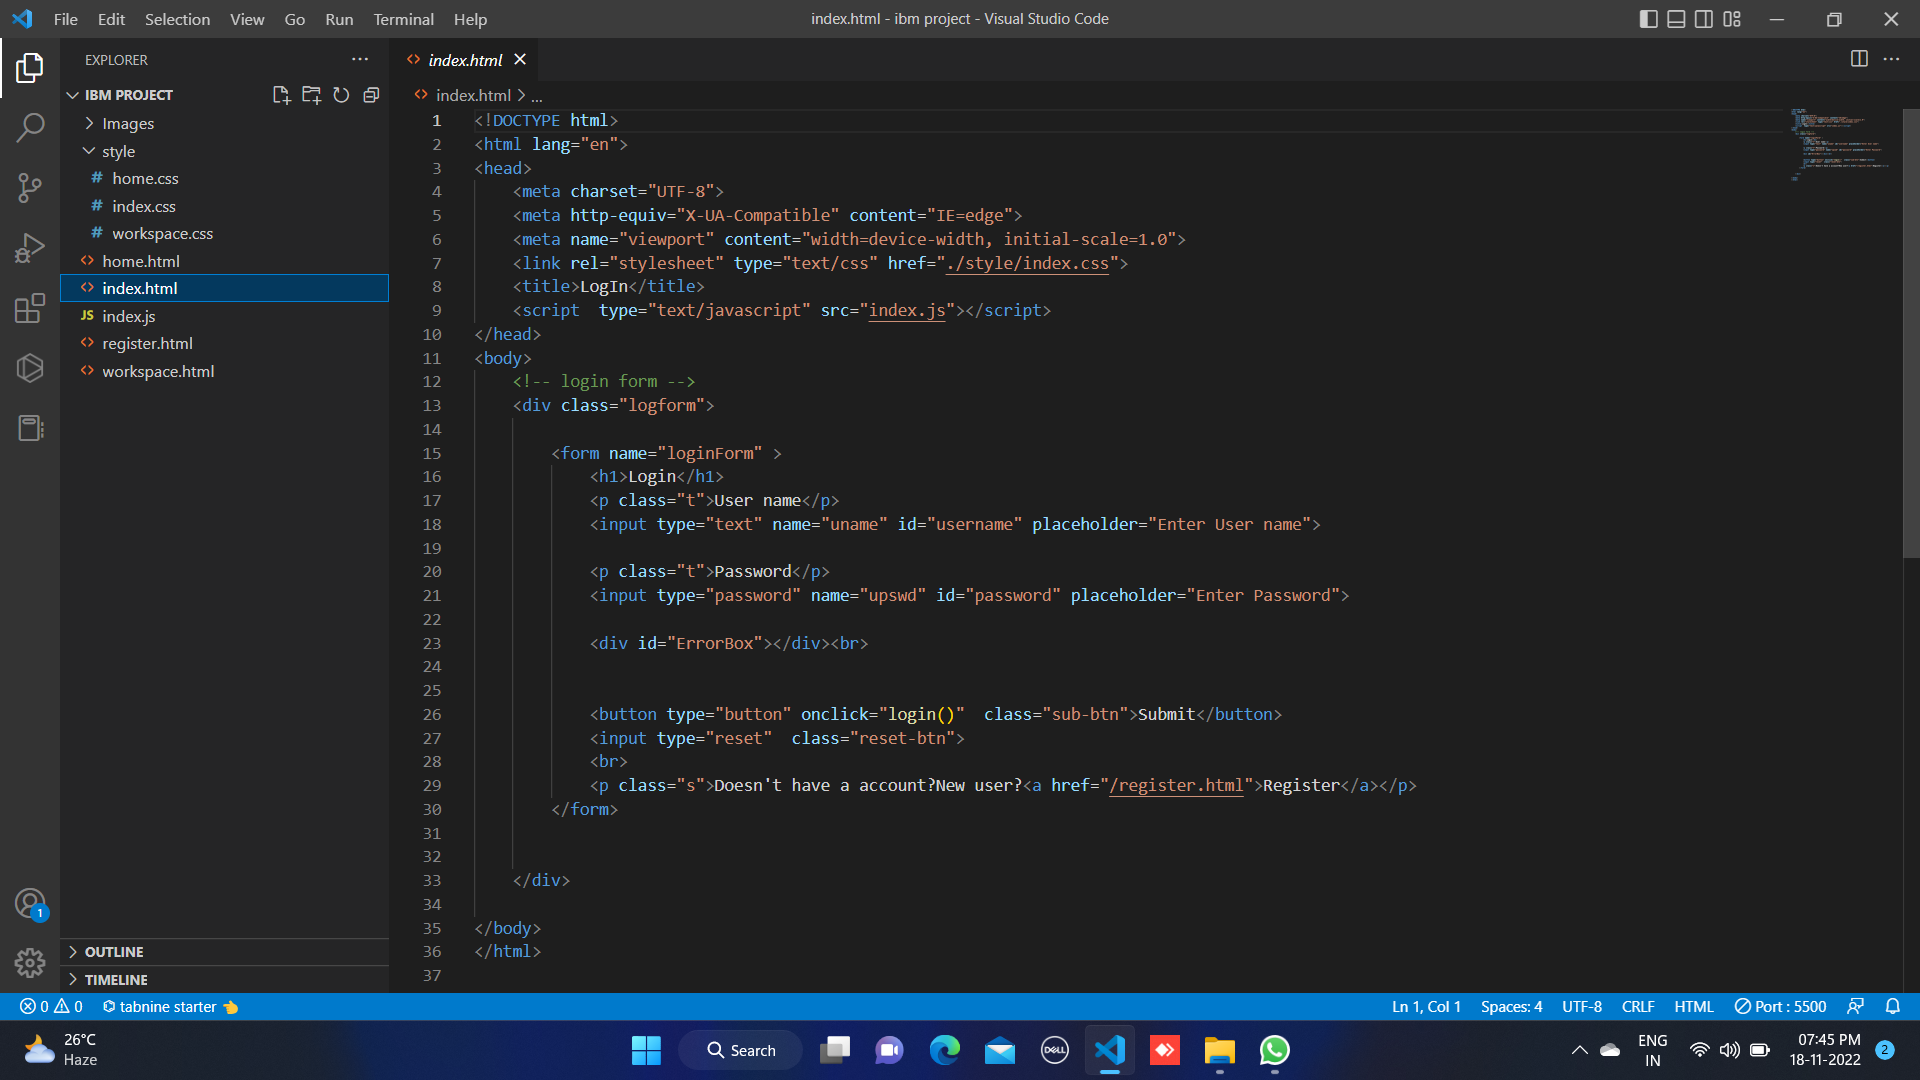 File Edit Selection View Go Run Terminal Help
index.html - ibm project - Visual Studio Code
EXPLORER
IBM PROJECT
Images
style
# home.css
# index.css
# workspace.css
<> home.html
<> index.html
JS index.js
<> register.html
<> workspace.html
OUTLINE
TIMELINE
<> index.html
<> index.html > ...
1 <!DOCTYPE html>
2 <html lang="en">
3 <head>
4 <meta charset="UTF-8">
5 <meta http-equiv="X-UA-Compatible" content="IE=edge">
6 <meta name="viewport" content="width=device-width, initial-scale=1.0">
7 <link rel="stylesheet" type="text/css" href="./style/index.css">
8 <title>LogIn</title>
9 <script  type="text/javascript" src="index.js"></script>
10 </head>
11 <body>
12 <!-- login form -->
13 <div class="logform">
14
15 <form name="loginForm" >
16 <h1>Login</h1>
17 <p class="t">User name</p>
18 <input type="text" name="uname" id="username" placeholder="Enter User name">
19
20 <p class="t">Password</p>
21 <input type="password" name="upswd" id="password" placeholder="Enter Password">
22
23 <div id="ErrorBox"></div><br>
24
25
26 <button type="button" onclick="login()"  class="sub-btn">Submit</button>
27 <input type="reset"  class="reset-btn">
28 <br>
29 <p class="s">Doesn't have a account?New user?<a href="/register.html">Register</a></p>
30 </form>
31
32
33 </div>
34
35 </body>
36 </html>
37
1
0 0 tabnine starter
Ln 1, Col 1 Spaces: 4 UTF-8 CRLF HTML Port : 5500
26°C
Haze
Search
DELL
ENG
IN
07:45 PM
18-11-2022
2